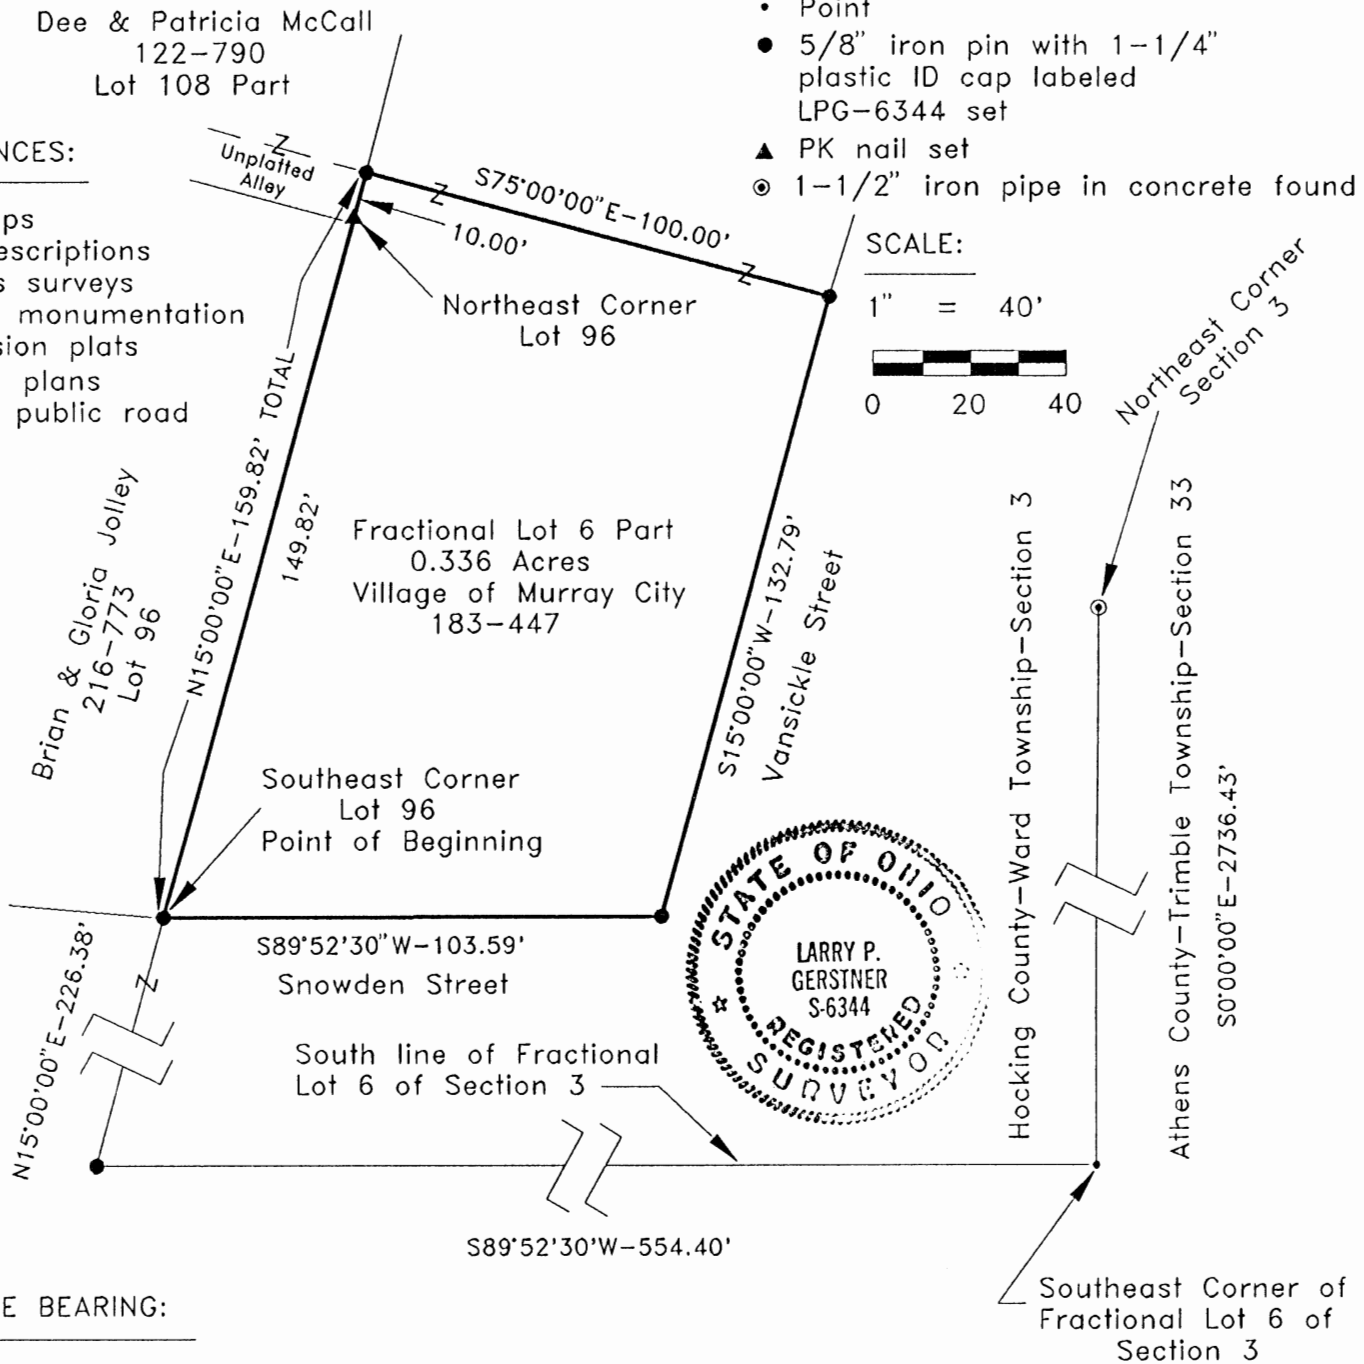 Dee & Patricia McCall
122-790
Lot 108 Part
Point
5/8" iron pin with 1-1/4"
plastic ID cap labeled
LPG-6344 set
PK nail set
1-1/2" iron pipe in concrete found
NCES:
ps
escriptions
s surveys
monumentation
sion plats
plans
public road
Z
Unplatted
Alley
Z
S75°00'00"E-100.00'
Z
10.00'
Northeast Corner
Lot 96
SCALE:
1" = 40'
0 20 40
Northeast Corner
Section 3
N15°00'00"E-159.82' TOTAL
149.82'
Brian & Gloria Jolley
216-773
Lot 96
Fractional Lot 6 Part
0.336 Acres
Village of Murray City
183-447
S15°00'00"W-132.79'
Vansickle Street
Hocking County-Ward Township-Section 3
Athens County-Trimble Township-Section 33
S0°00'00"E-2736.43'
Southeast Corner
Lot 96
Point of Beginning
S89°52'30"W-103.59'
Snowden Street
STATE OF OHIO
LARRY P.
GERSTNER
S-6344
REGISTERED
SURVEYOR
N15°00'00"E-226.38'
Z
South line of Fractional
Lot 6 of Section 3
S89°52'30'W-554.40'
E BEARING:
Southeast Corner of
Fractional Lot 6 of
Section 3